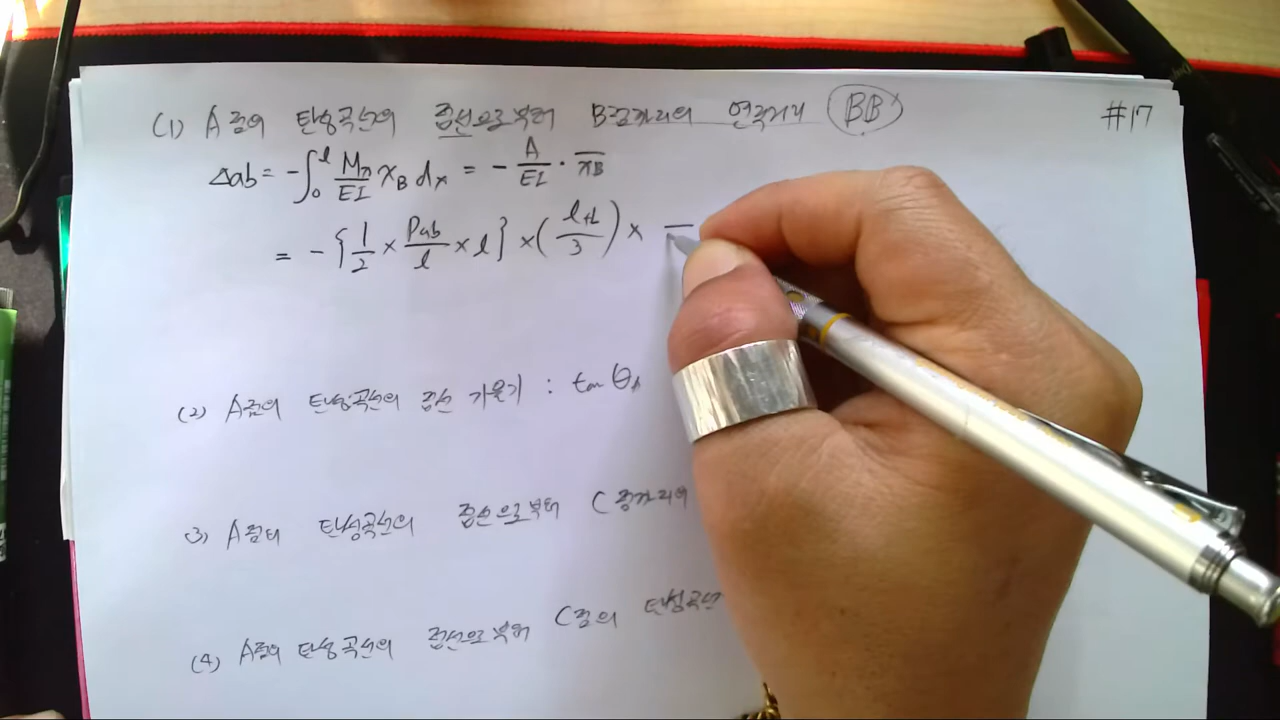 #17
(1) A점의 탄성곡선의 접선으로부터 B점까지의 연직거리 BB
Δab = -∫₀ˡ Mx/EI xB dx = - A/EI · x̄B
= -{1/2 × Pab/l × l} × (l+b/3) ×
(2) A점의 탄성곡선의 접선 기울기 : tan θA
3) A점의 탄성곡선의 접선으로부터 C점까지의
(4) A점의 탄성곡선의 접선으로부터 C점의 탄성곡선